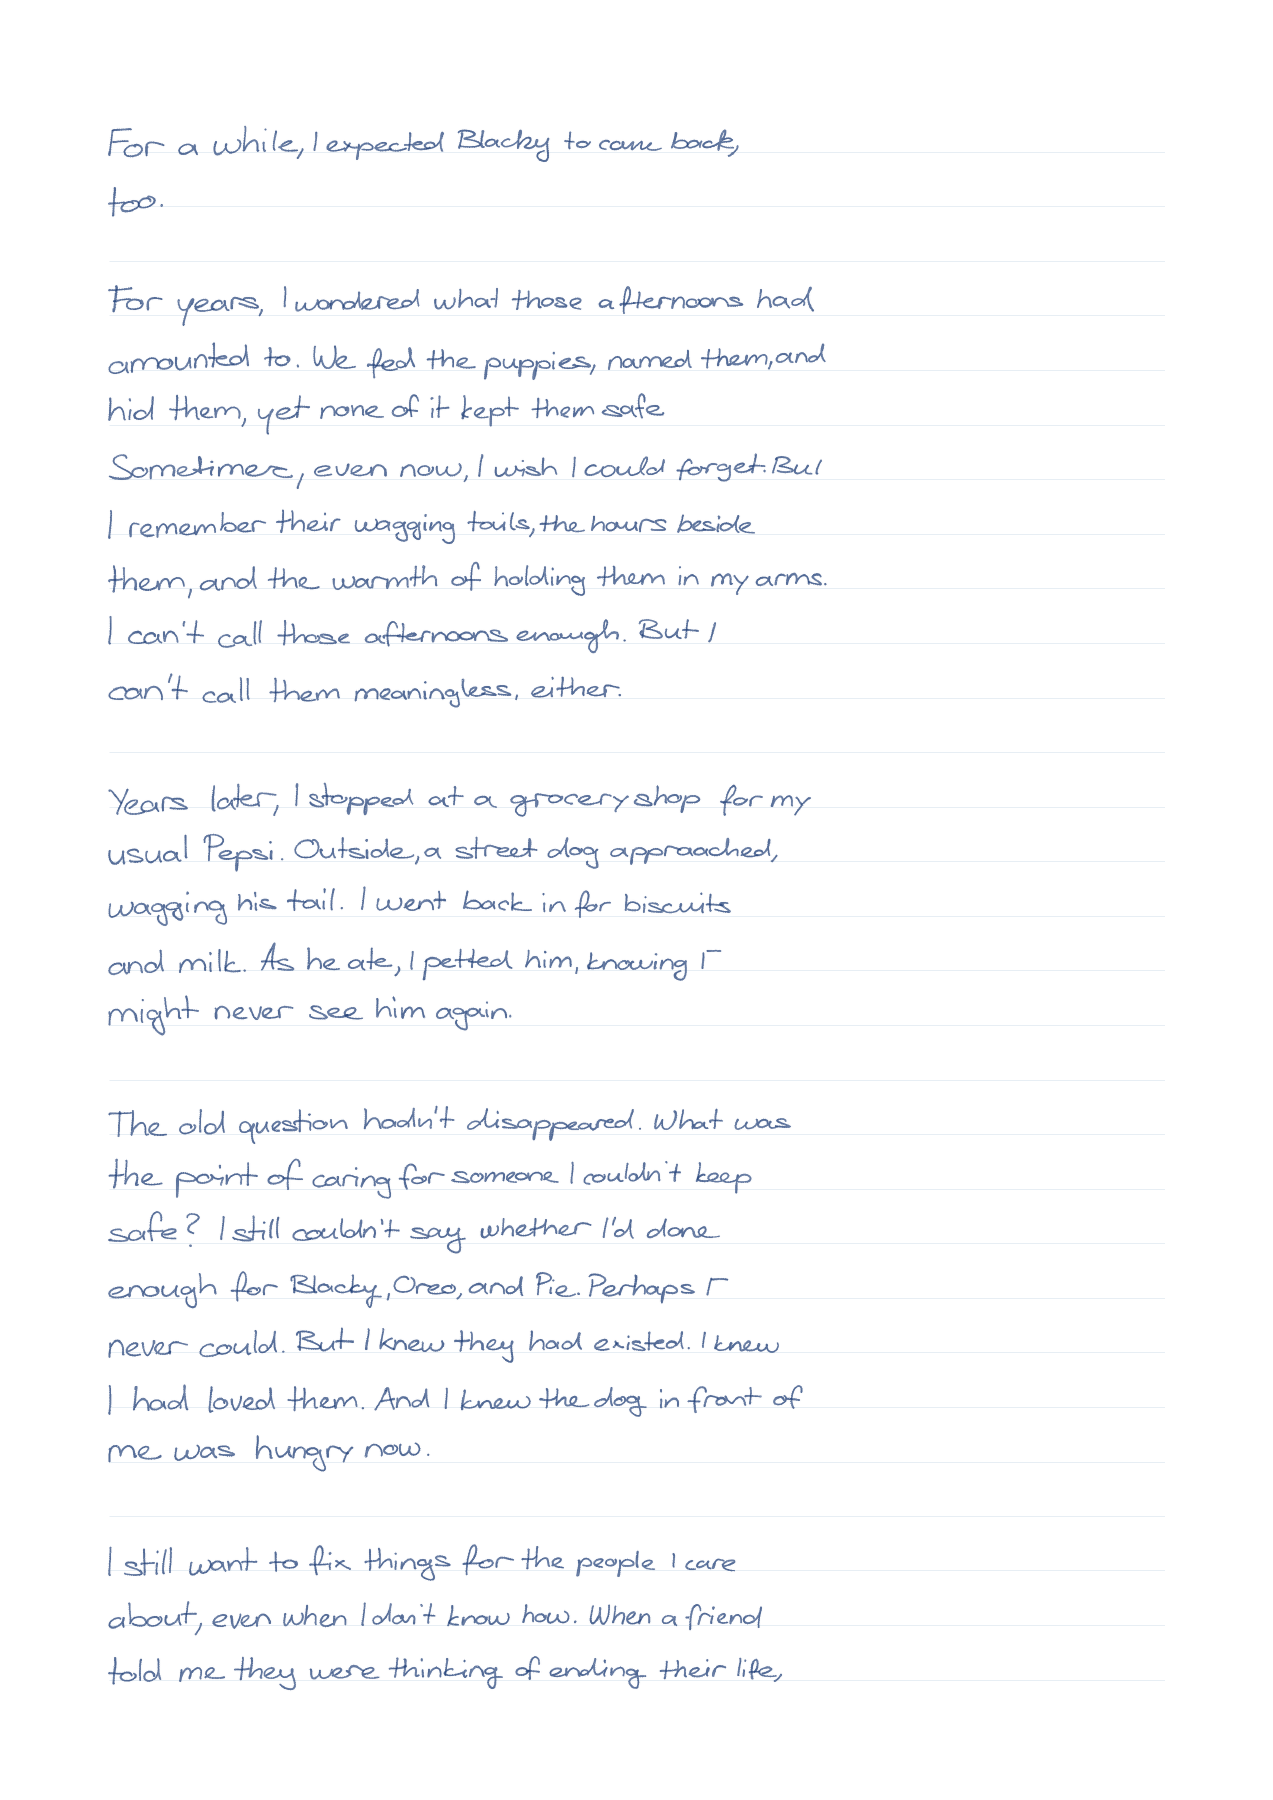 For a while, I expected Blacky to come back,
too.
For years, I wondered what those afternoons had
amounted to. We fed the puppies, named them, and
hid them, yet none of it kept them safe
Sometimes, even now, I wish I could forget. But
I remember their wagging tails, the hours beside
them, and the warmth of holding them in my arms.
I can't call those afternoons enough. But I
can't call them meaningless, either.
Years later, I stopped at a grocery shop for my
usual Pepsi. Outside, a street dog approached,
wagging his tail. I went back in for biscuits
and milk. As he ate, I petted him, knowing I
might never see him again.
The old question hadn't disappeared. What was
the point of caring for someone I couldn't keep
safe? I still couldn't say whether I'd done
enough for Blacky, Oreo, and Pie. Perhaps I
never could. But I knew they had existed. I knew
I had loved them. And I knew the dog in front of
me was hungry now.
I still want to fix things for the people I care
about, even when I don't know how. When a friend
told me they were thinking of ending their life,